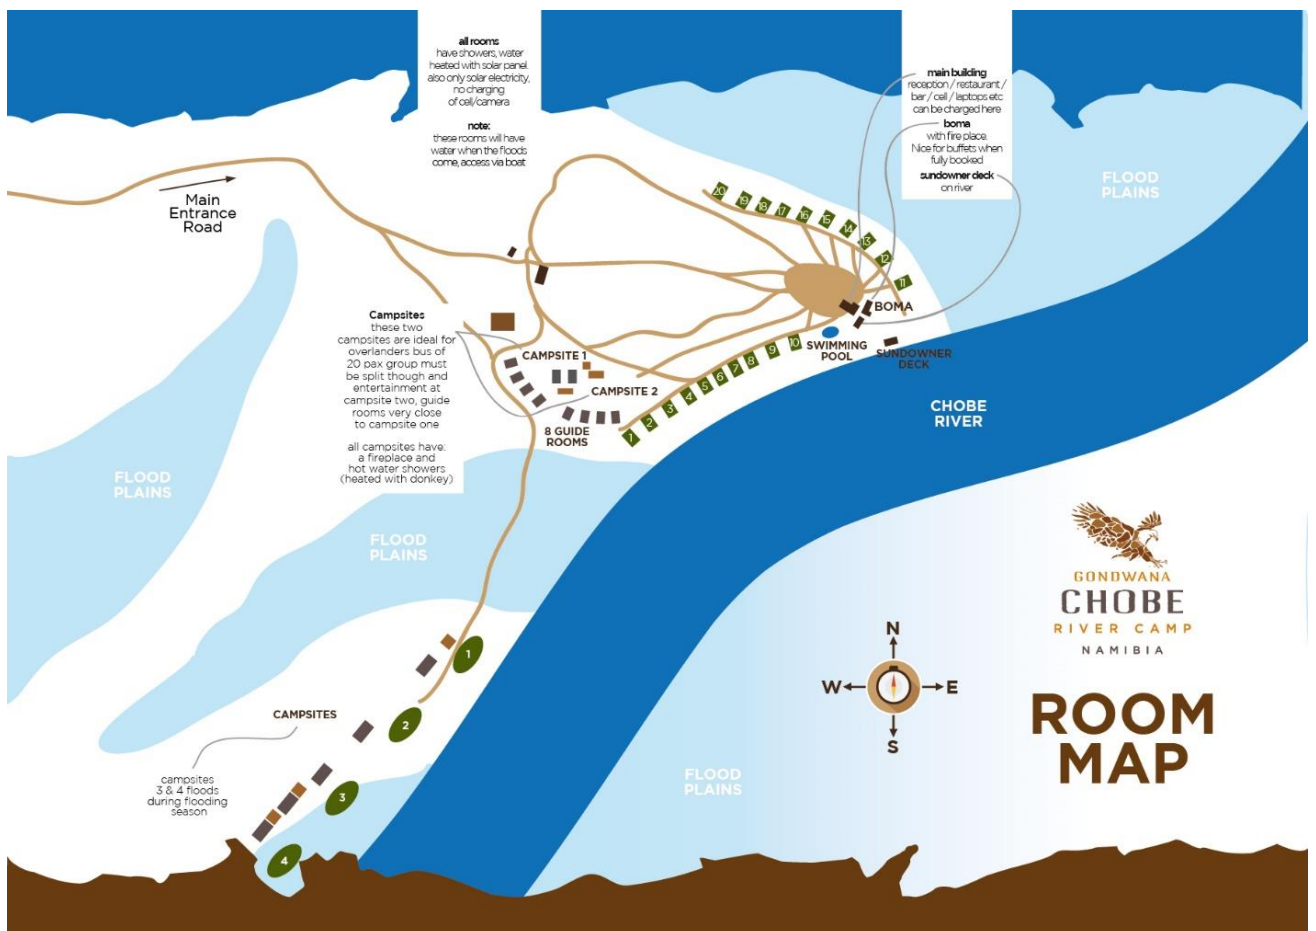 all rooms
have showers, water
heated with solar panel.
also only solar electricity,
no charging
of cell/camera
note:
these rooms will have
water when the floods
come, access via boat
main building
reception / restaurant /
bar / cell / laptops etc
can be charged here
boma
with fire place.
Nice for buffets when
fully booked
sundowner deck
on river
FLOOD
PLAINS
Main
Entrance
Road
20
19
18
17
16
15
14
13
12
11
BOMA
SWIMMING
POOL
SUNDOWNER
DECK
Campsites
these two
campsites are ideal for
overlanders bus of
20 pax group must
be split though and
entertainment at
campsite two, guide
rooms very close
to campsite one
all campsites have:
a fireplace and
hot water showers
(heated with donkey)
CAMPSITE 1
CAMPSITE 2
8 GUIDE
ROOMS
1
2
3
4
5
6
7
8
9
10
CHOBE
RIVER
FLOOD
PLAINS
FLOOD
PLAINS
GONDWANA
CHOBE
RIVER CAMP
NAMIBIA
N
W
E
S
ROOM
MAP
1
2
3
4
CAMPSITES
campsites
3 & 4 floods
during flooding
season
FLOOD
PLAINS